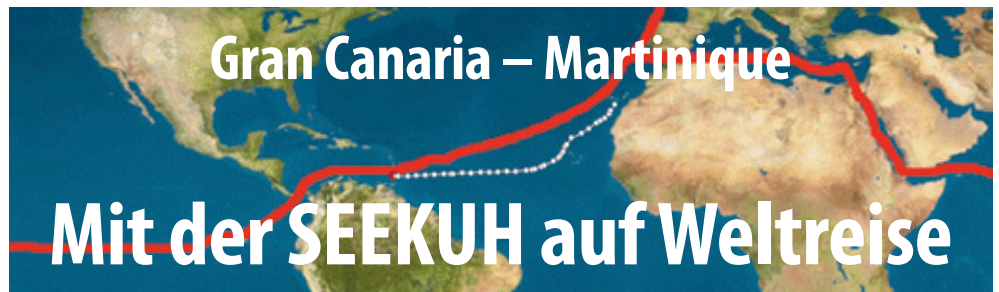 Gran Canaria – Martinique
Mit der SEEKUH auf Weltreise